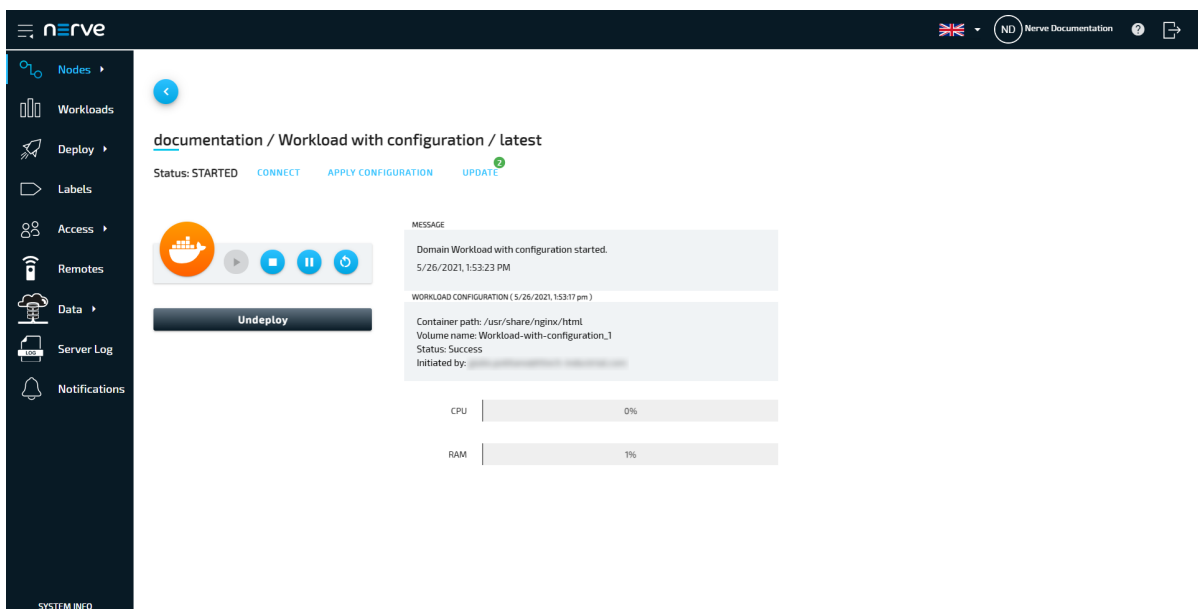 nerve
ND Nerve Documentation ?
Nodes
Workloads
Deploy
Labels
Access
Remotes
Data
LOG Server Log
Notifications
SYSTEM INFO
documentation / Workload with configuration / latest
Status: STARTED CONNECT APPLY CONFIGURATION UPDATE 2
Undeploy
MESSAGE
Domain Workload with configuration started.
5/26/2021, 1:53:23 PM
WORKLOAD CONFIGURATION ( 5/26/2021, 1:53:17 pm )
Container path: /usr/share/nginx/html
Volume name: Workload-with-configuration_1
Status: Success
Initiated by:
CPU 0%
RAM 1%